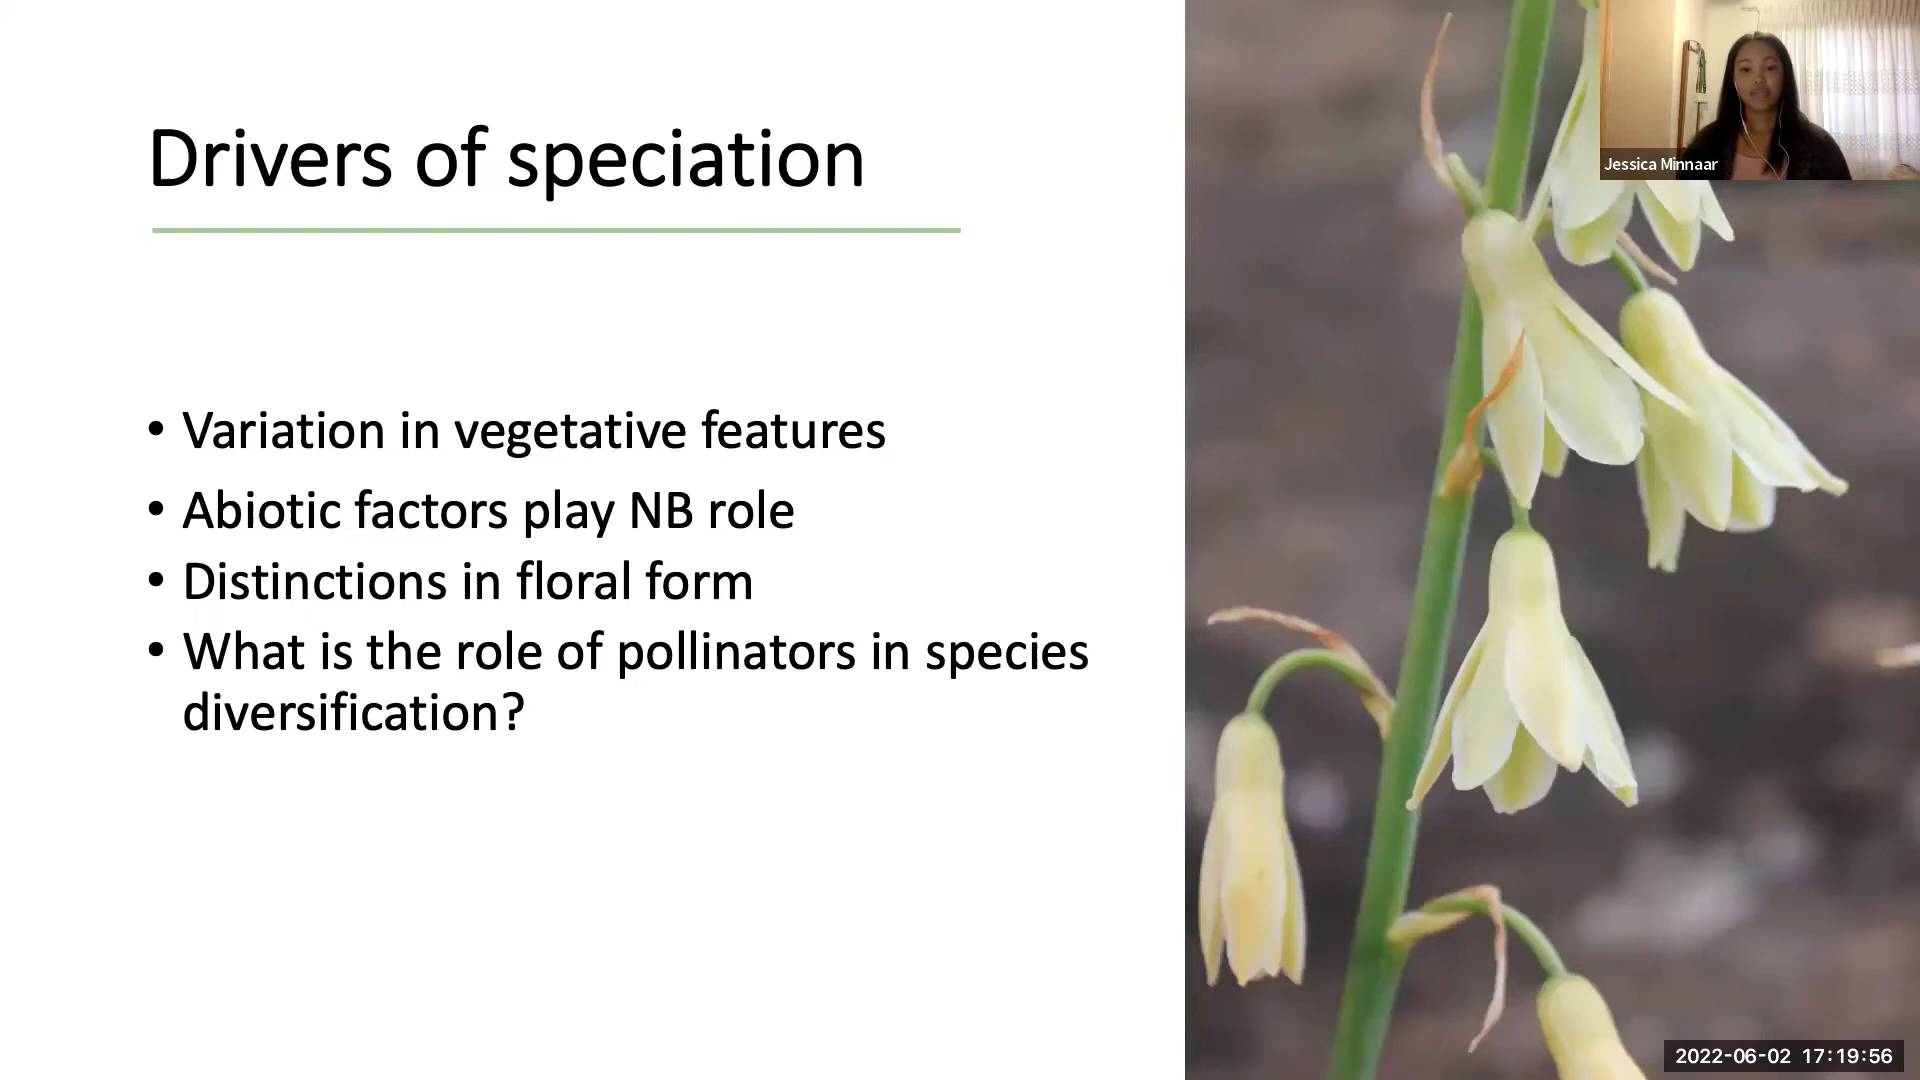 Drivers of speciation
Jessica Minnaar
• Variation in vegetative features
• Abiotic factors play NB role
• Distinctions in floral form
• What is the role of pollinators in species
diversification?
2022-06-02 17:19:56